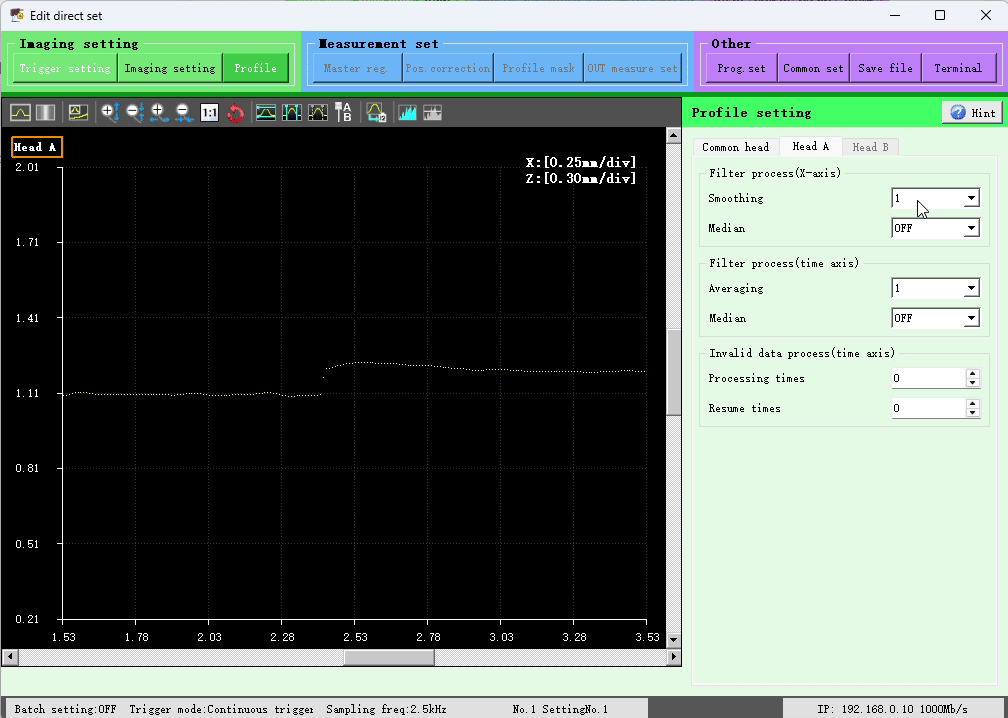 Edit direct set
Imaging setting
Measurement set
Other
Trigger setting Imaging setting Profile
Master reg. Pos.correction Profile mask OUT measure set
Prog.set Common set Save file Terminal
1:1 A B
Profile setting
Hint
Head A
X:[0.25mm/div]
Z:[0.30mm/div]
2.01
1.71
1.41
1.11
0.81
0.51
0.21
1.53 1.78 2.03 2.28 2.53 2.78 3.03 3.28 3.53
Common head Head A Head B
Filter process(X-axis)
Smoothing 1
Median OFF
Filter process(time axis)
Averaging 1
Median OFF
Invalid data process(time axis)
Processing times 0
Resume times 0
Batch setting:OFF Trigger mode:Continuous trigger Sampling freq:2.5kHz No.1 SettingNo.1 IP: 192.168.0.10 1000Mb/s